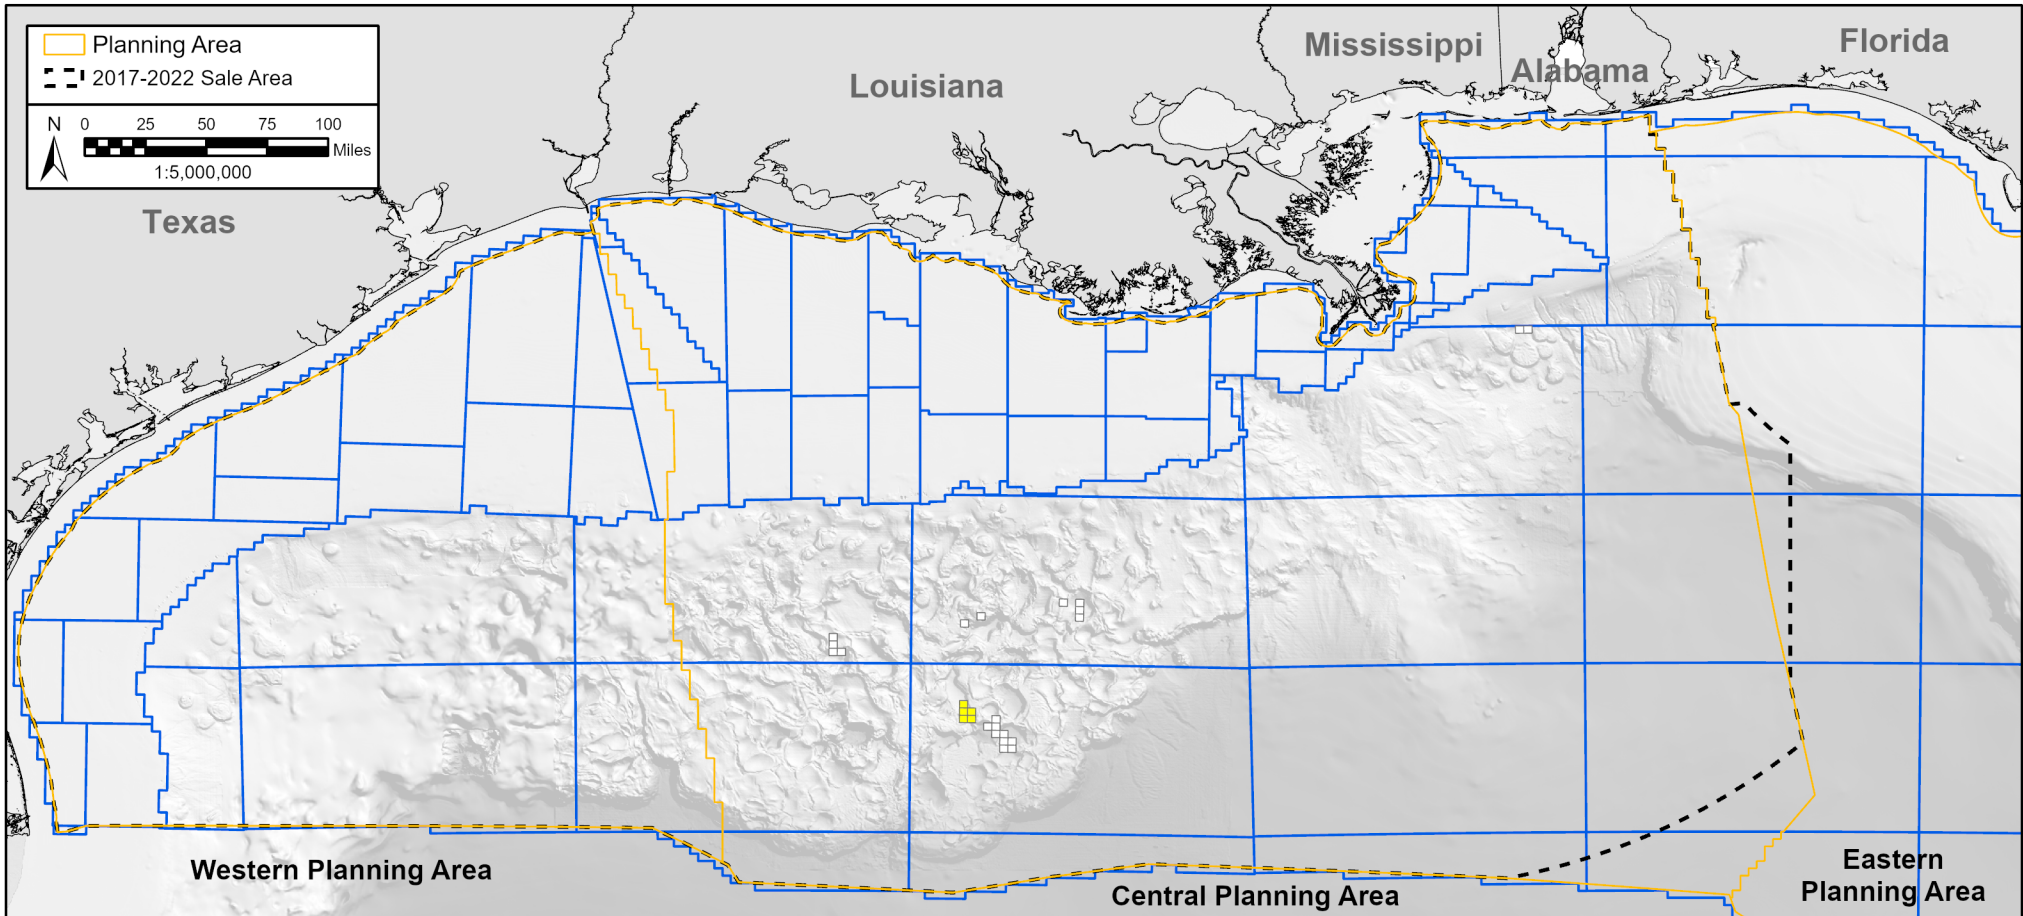 Planning Area
2017-2022 Sale Area
N 0 25 50 75 100
Miles
1:5,000,000
Texas
Louisiana
Mississippi
Alabama
Florida
Western Planning Area
Central Planning Area
Eastern
Planning Area